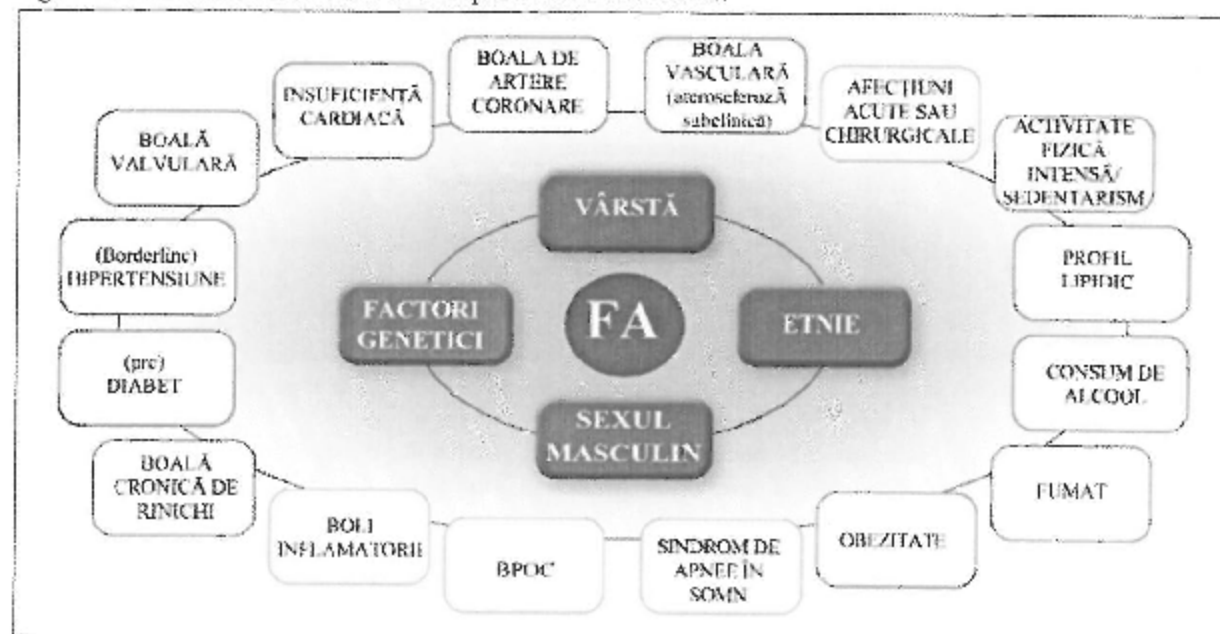 BOALA DE
ARTERE
CORONARE
BOALA
VASCULARĂ
(ateroscleroză
subclinică)
AFECȚIUNI
ACUTE SAU
CHIRURGICALE
ACTIVITATE
FIZICĂ
INTENSĂ/
SEDENTARISM
PROFIL
LIPIDIC
CONSUM DE
ALCOOL
FUMAT
OBEZITATE
SINDROM DE
APNEE ÎN
SOMN
BPOC
BOLI
INFLAMATORII
BOALĂ
CRONICĂ DE
RINICHI
(pre)
DIABET
(Borderline)
HIPERTENSIUNE
BOALĂ
VALVULARĂ
INSUFICIENȚĂ
CARDIACĂ
VÂRSTĂ
FACTORI
GENETICI
FA
ETNIE
SEXUL
MASCULIN